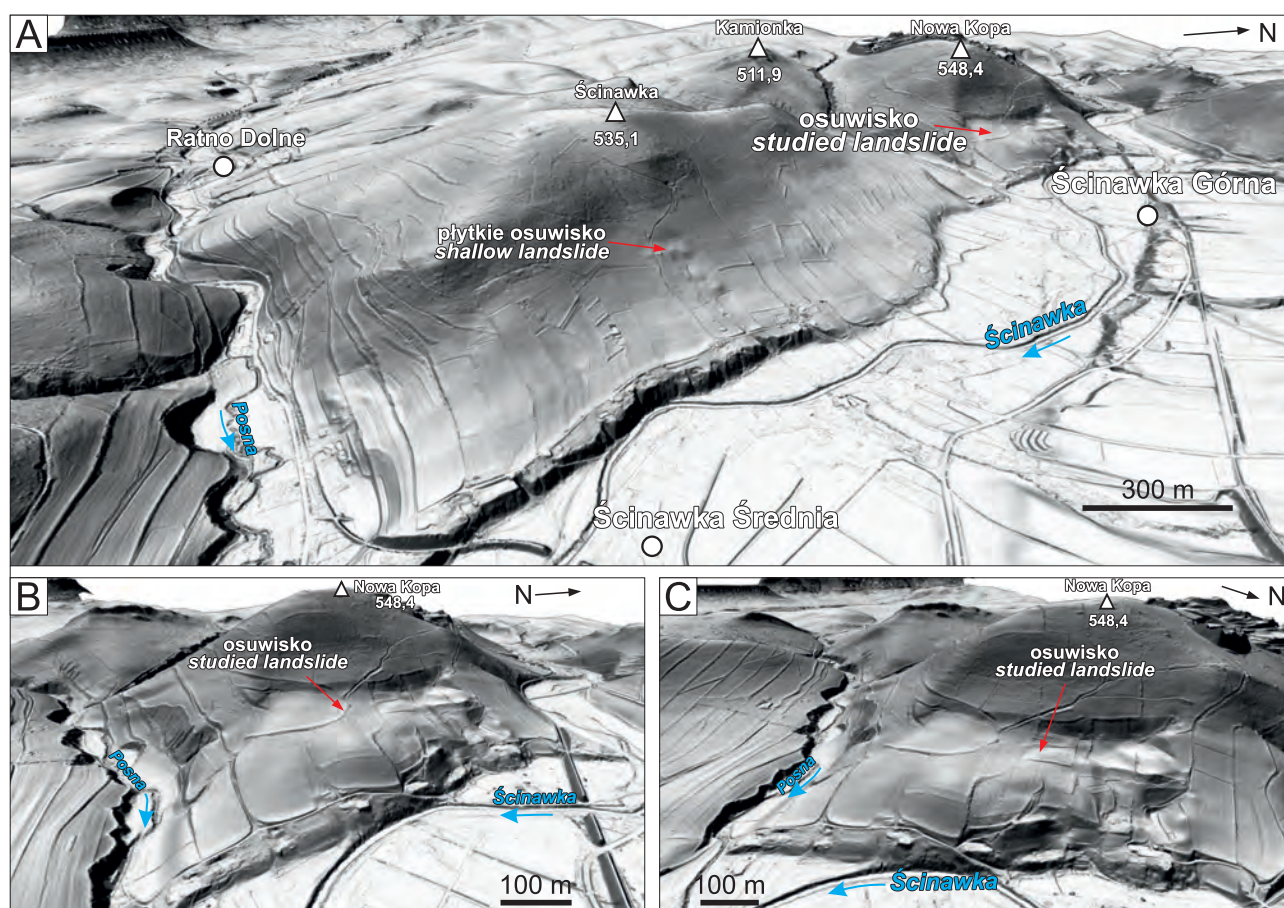 A
Kamionka
511,9
Nowa Kopa
548,4
N
Ścinawka
535,1
Ratno Dolne
osuwisko
studied landslide
Ścinawka Górna
płytkie osuwisko
shallow landslide
Ścinawka
Posna
300 m
Ścinawka Średnia
B
Nowa Kopa
548,4
N
osuwisko
studied landslide
Posna
Ścinawka
100 m
C
Nowa Kopa
548,4
N
osuwisko
studied landslide
Posna
Ścinawka
100 m